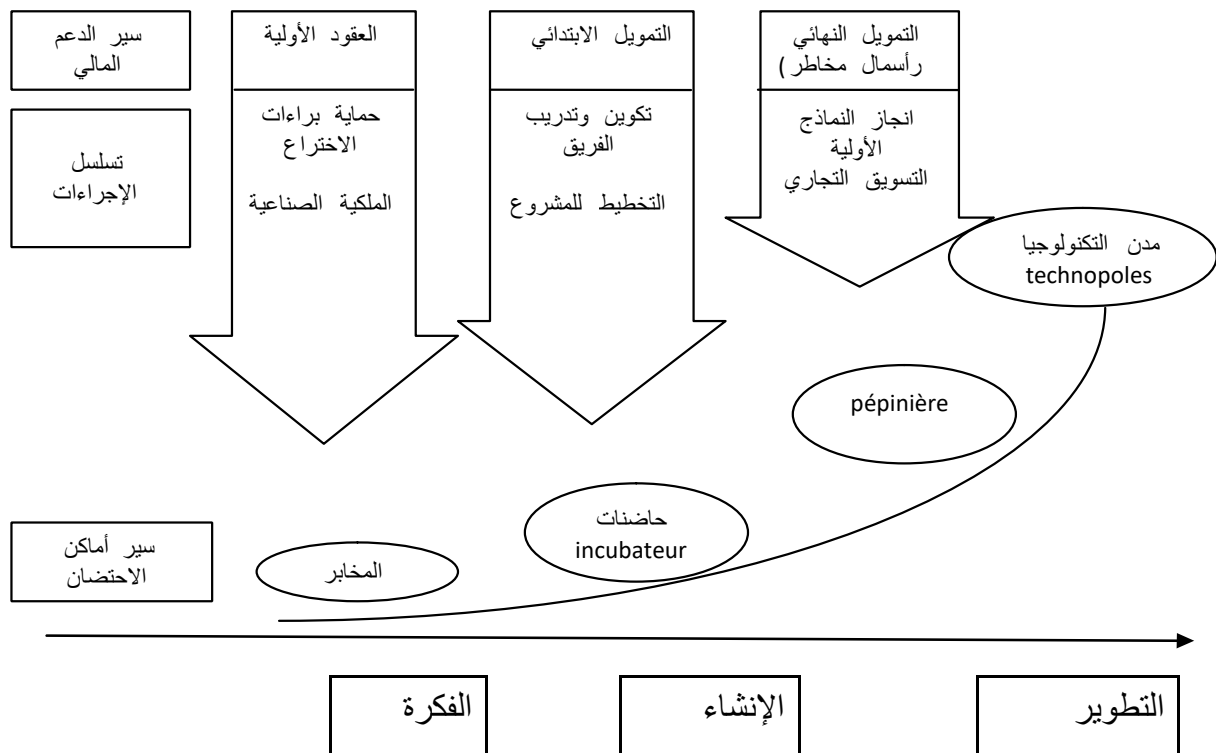 سير الدعم
المالي
العقود الأولية
التمويل الابتدائي
التمويل النهائي
رأسمال مخاطر)
تسلسل
الإجراءات
حماية براءات
الاختراع
الملكية الصناعية
تكوين وتدريب
الفريق
التخطيط للمشروع
انجاز النماذج
الأولية
التسويق التجاري
مدن التكنولوجيا
technopoles
pépinière
حاضنات
incubateur
المخابر
سير أماكن
الاحتضان
الفكرة
الإنشاء
التطوير